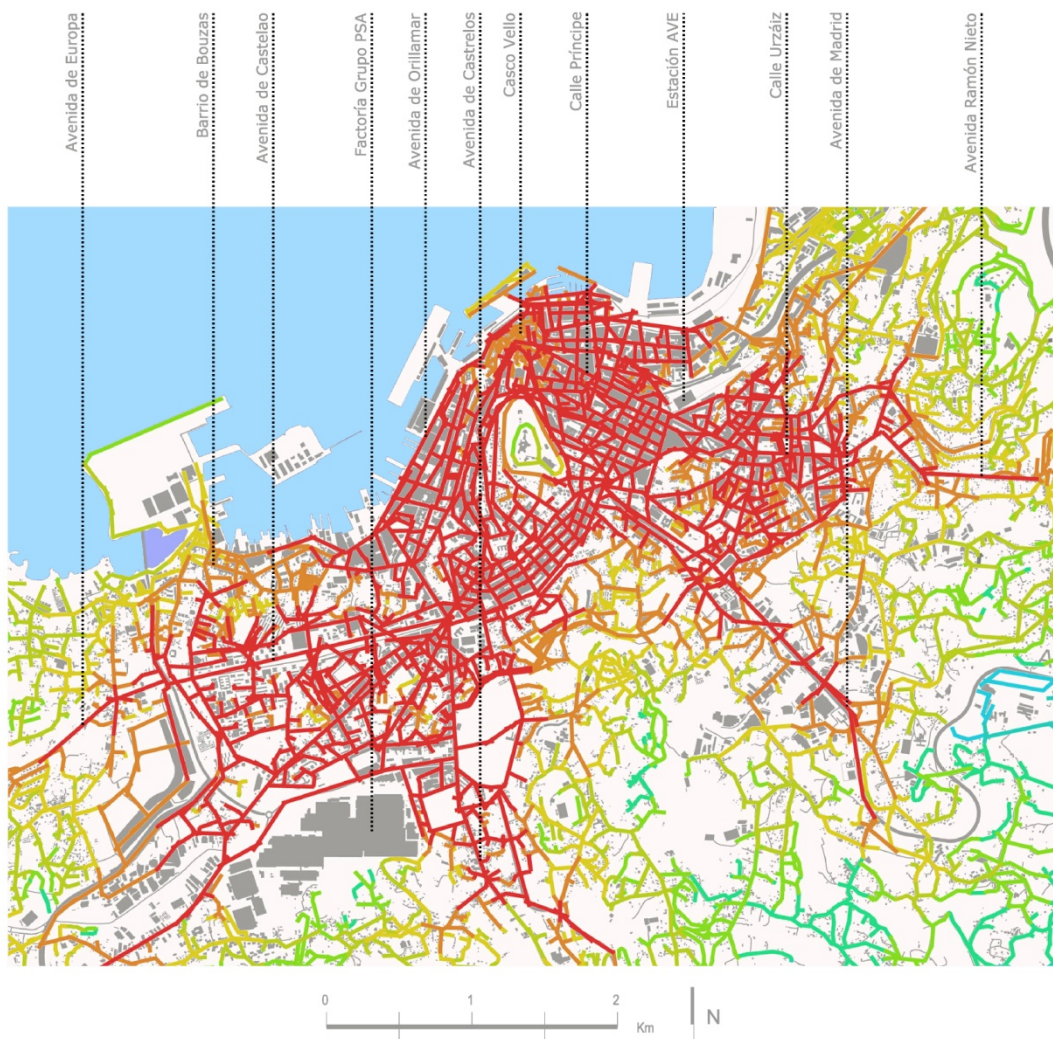 Avenida de Europa
Barrio de Bouzas
Avenida de Castelao
Factoría Grupo PSA
Avenida de Orillamar
Avenida de Castrelos
Casco Vello
Calle Príncipe
Estación AVE
Calle Urzáiz
Avenida de Madrid
Avenida Ramón Nieto
0 1 2
Km
N